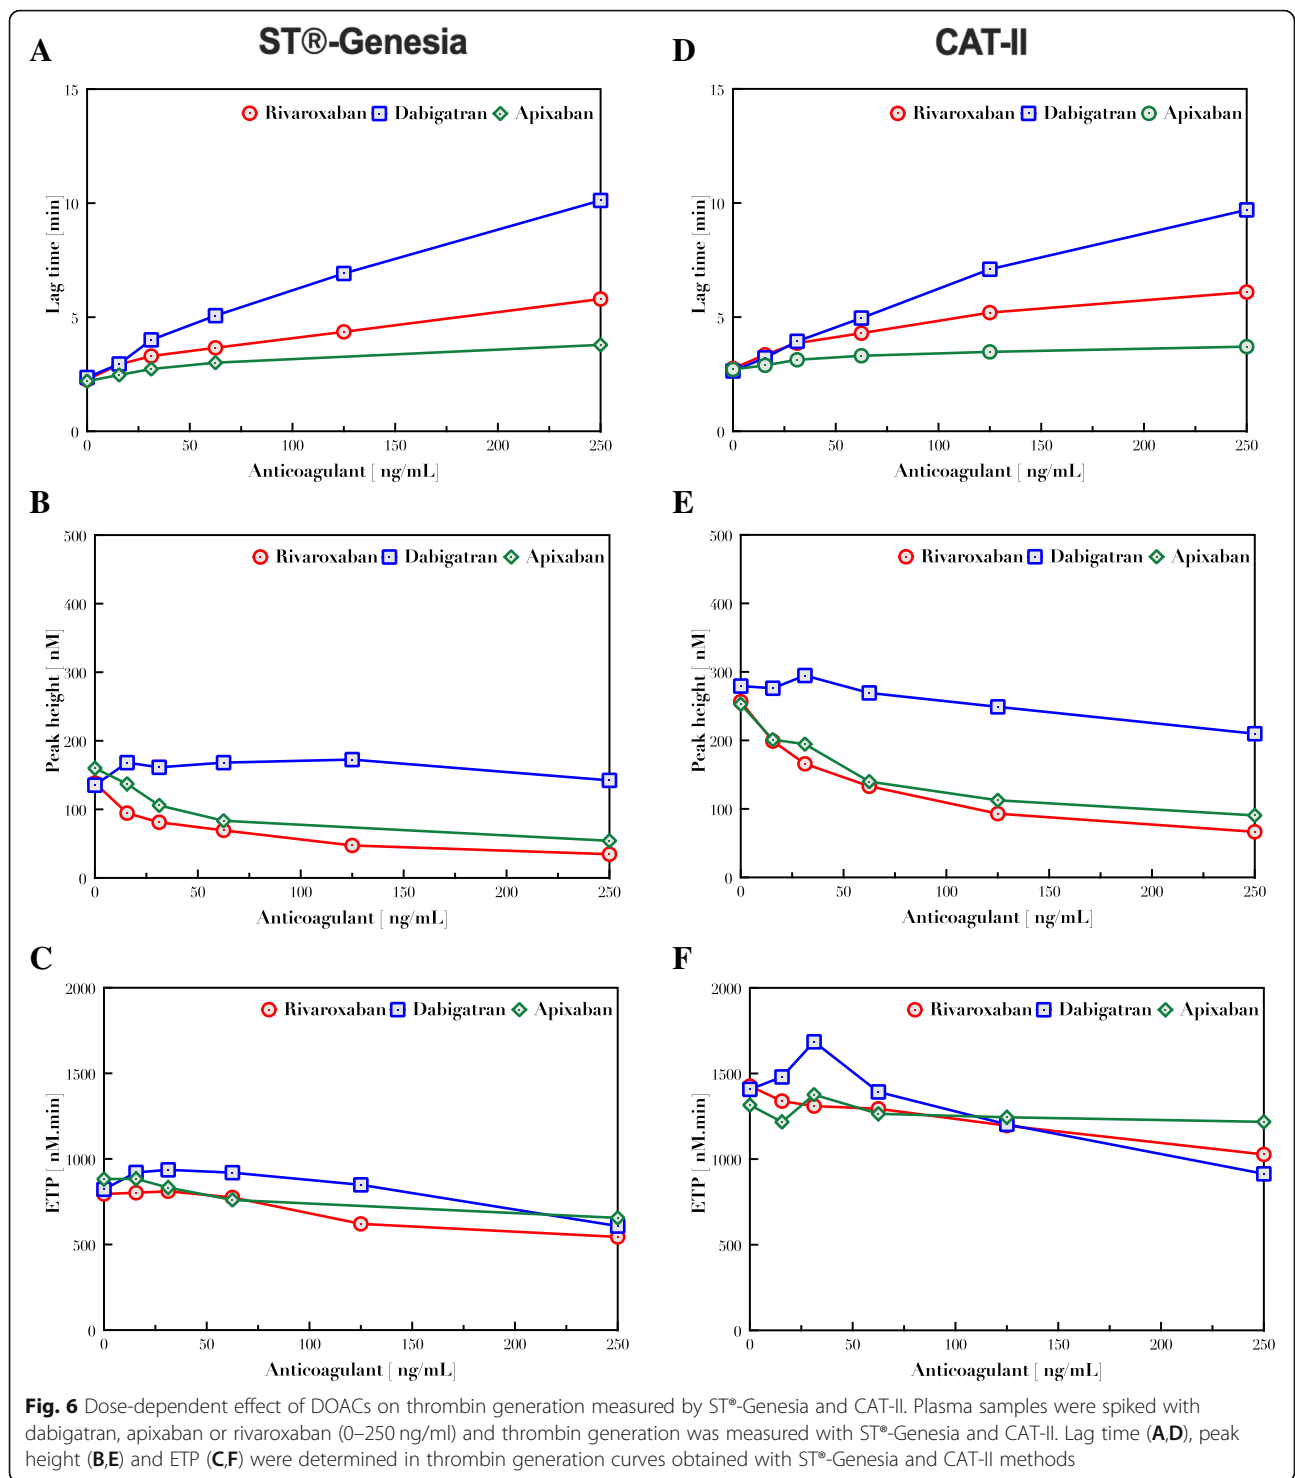 ST®-Genesia
CAT-II
A
15
10
5
0
Lag time [min]
Rivaroxaban Dabigatran Apixaban
0 50 100 150 200 250
Anticoagulant [ ng/mL]
D
15
10
5
0
Lag time [min]
Rivaroxaban Dabigatran Apixaban
0 50 100 150 200 250
Anticoagulant [ ng/mL]
B
500
400
300
200
100
0
Peak height [ nM]
Rivaroxaban Dabigatran Apixaban
0 50 100 150 200 250
Anticoagulant [ ng/mL]
E
500
400
300
200
100
0
Peak height [ nM]
Rivaroxaban Dabigatran Apixaban
0 50 100 150 200 250
Anticoagulant [ ng/mL]
C
2000
1500
1000
500
0
ETP [ nM.min]
Rivaroxaban Dabigatran Apixaban
0 50 100 150 200 250
Anticoagulant [ ng/mL]
F
2000
1500
1000
500
0
ETP [ nM.min]
Rivaroxaban Dabigatran Apixaban
0 50 100 150 200 250
Anticoagulant [ ng/mL]
Fig. 6 Dose-dependent effect of DOACs on thrombin generation measured by ST®-Genesia and CAT-II. Plasma samples were spiked with
dabigatran, apixaban or rivaroxaban (0–250 ng/ml) and thrombin generation was measured with ST®-Genesia and CAT-II. Lag time (A,D), peak
height (B,E) and ETP (C,F) were determined in thrombin generation curves obtained with ST®-Genesia and CAT-II methods